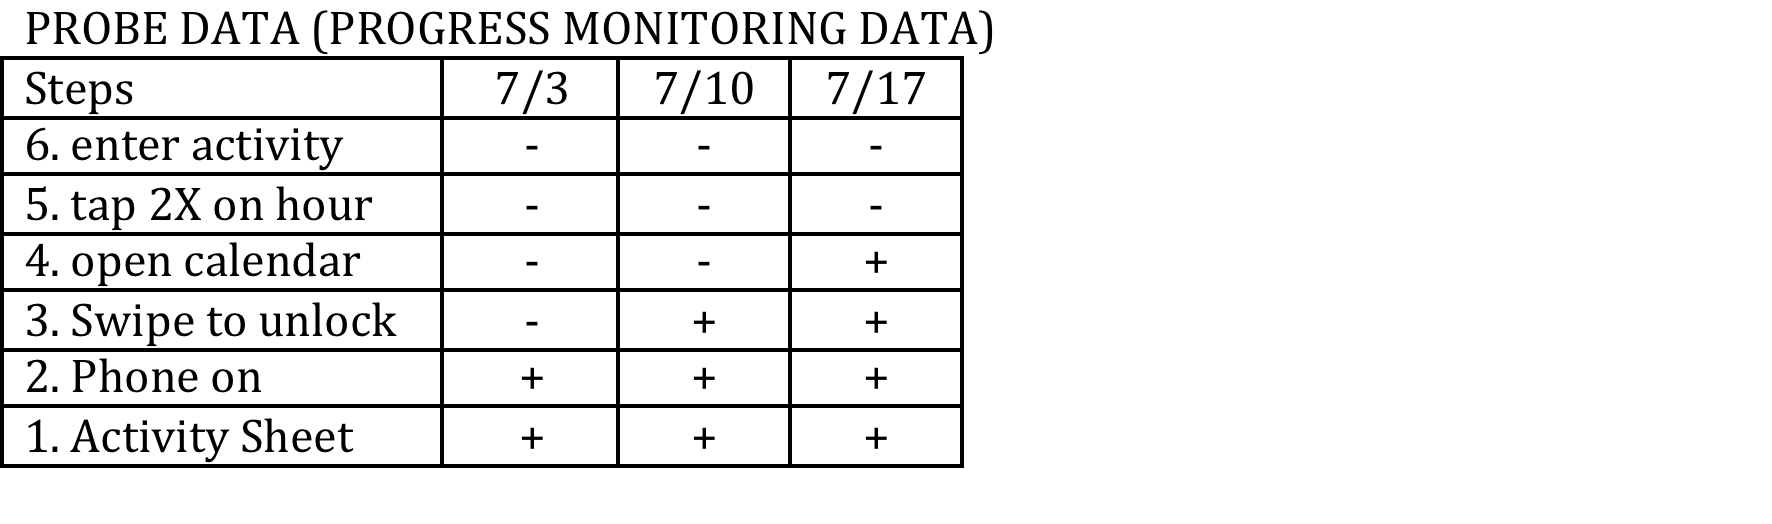 PROBE DATA (PROGRESS MONITORING DATA)
Steps 7/3 7/10 7/17
6. enter activity - - -
5. tap 2X on hour - - -
4. open calendar - - +
3. Swipe to unlock - + +
2. Phone on + + +
1. Activity Sheet + + +